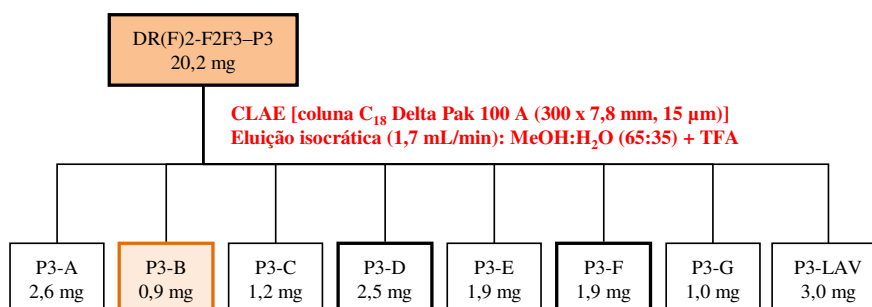 DR(F)2-F2F3–P3
20,2 mg
CLAE [coluna C18 Delta Pak 100 A (300 x 7,8 mm, 15 µm)]
Eluição isocrática (1,7 mL/min): MeOH:H2O (65:35) + TFA
P3-A
2,6 mg
P3-B
0,9 mg
P3-C
1,2 mg
P3-D
2,5 mg
P3-E
1,9 mg
P3-F
1,9 mg
P3-G
1,0 mg
P3-LAV
3,0 mg